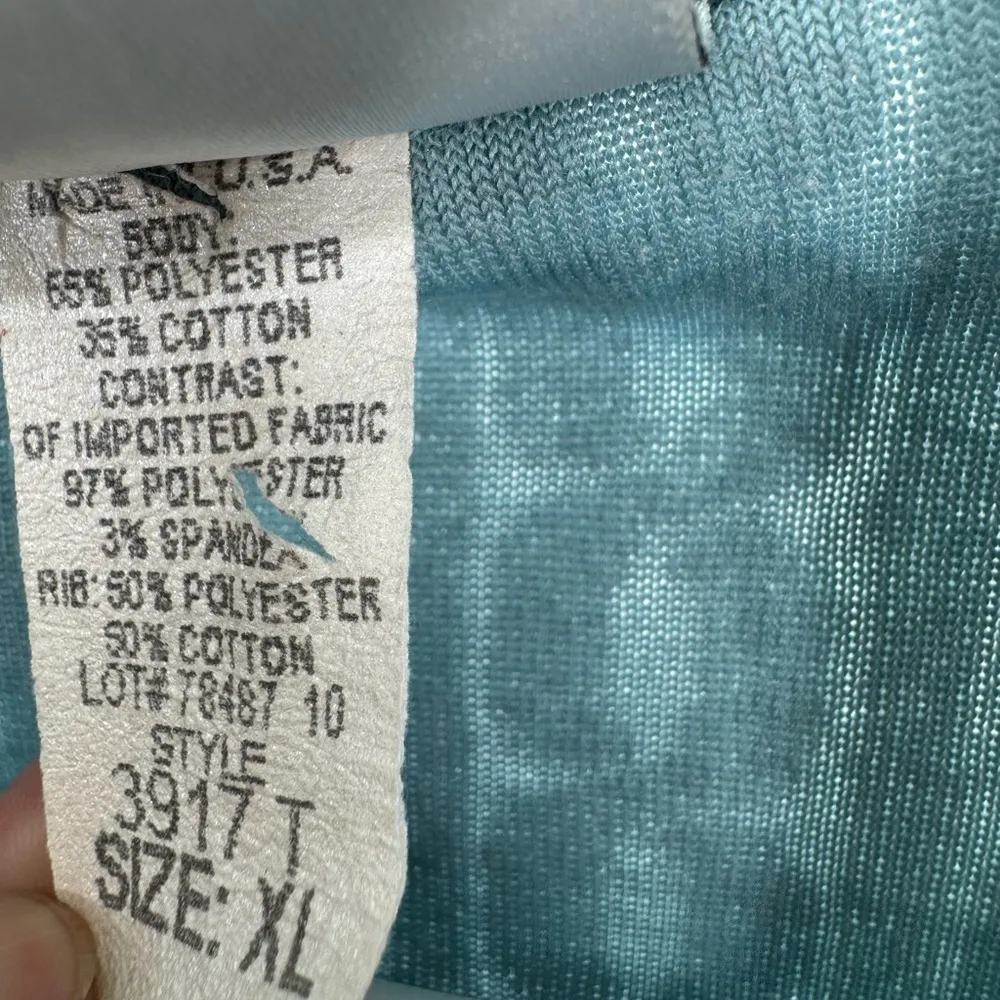 MADE U.S.A.
BODY:
65% POLYESTER
35% COTTON
CONTRAST:
OF IMPORTED FABRIC
97% POLYESTER
3% SPANDEX
RIB: 50% POLYESTER
50% COTTON
LOT# 78487 10
STYLE
3917 T
SIZE: XL